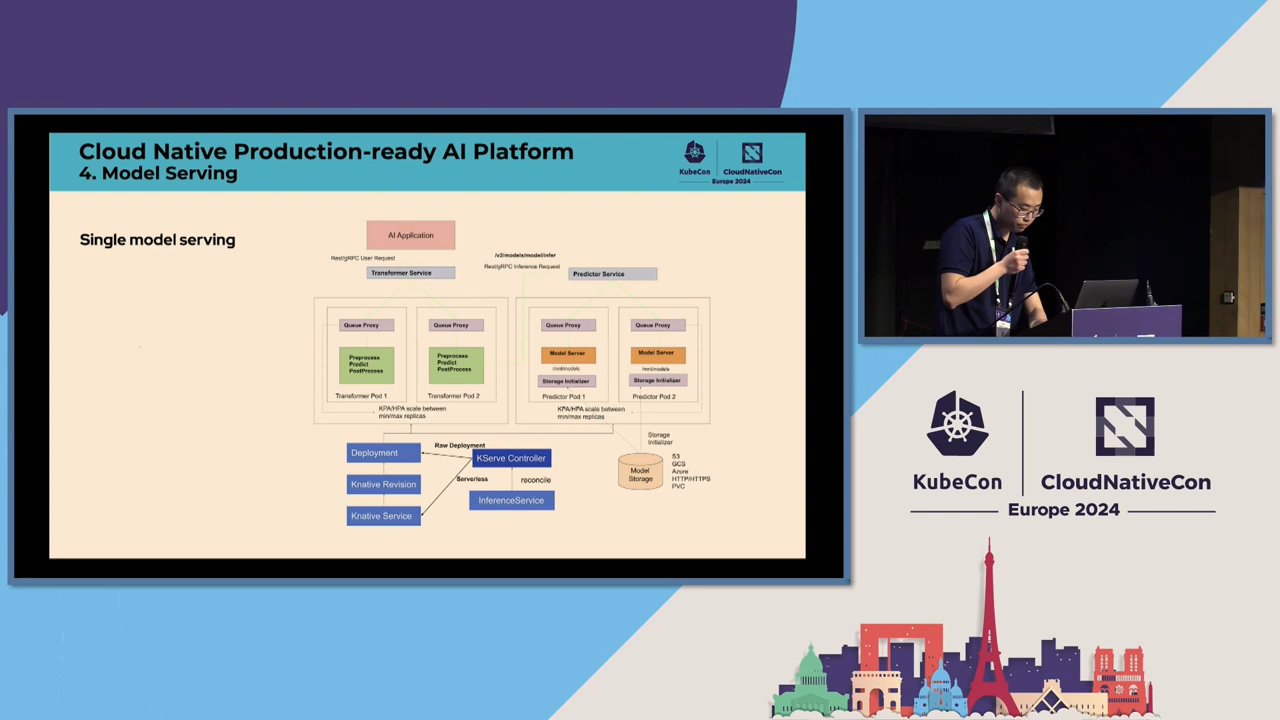 Cloud Native Production-ready AI Platform
4. Model Serving
KubeCon
CloudNativeCon
Europe 2024
Single model serving
AI Application
Rest/gRPC User Request
Transformer Service
/v2/models/model/infer
Rest/gRPC Inference Request
Predictor Service
Queue Proxy
Queue Proxy
Queue Proxy
Queue Proxy
Preprocess
Predict
PostProcess
Preprocess
Predict
PostProcess
Model Server
/mnt/models
Storage Initializer
Model Server
/mnt/models
Storage Initializer
Transformer Pod 1
Transformer Pod 2
Predictor Pod 1
Predictor Pod 2
KPA/HPA scale between
min/max replicas
KPA/HPA scale between
min/max replicas
Deployment
Raw Deployment
KServe Controller
Storage
Initializer
Knative Revision
Serverless
reconcile
Model
Storage
S3
GCS
Azure
HTTP/HTTPS
PVC
InferenceService
Knative Service
KubeCon
CloudNativeCon
Europe 2024